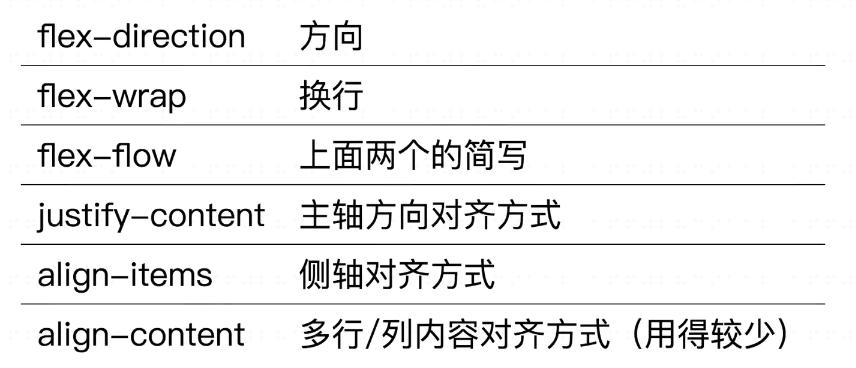 flex-direction 方向
flex-wrap 换行
flex-flow 上面两个的简写
justify-content 主轴方向对齐方式
align-items 侧轴对齐方式
align-content 多行/列内容对齐方式（用得较少）